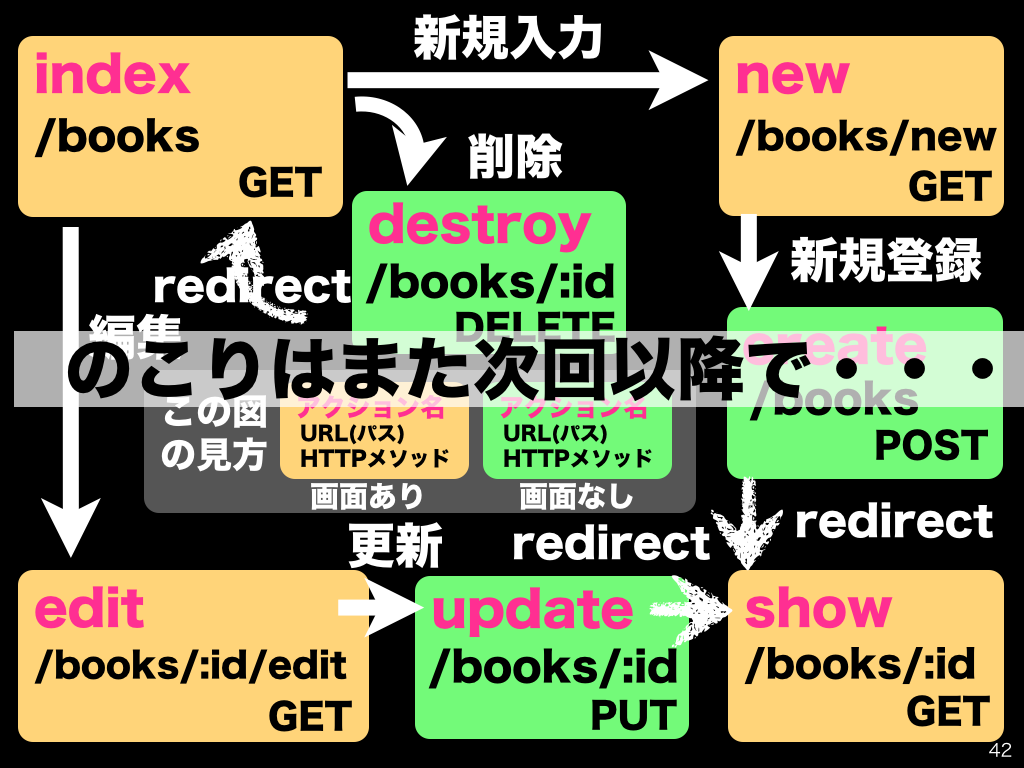 新規入力
index
/books
GET
new
/books/new
GET
削除
destroy
/books/:id
DELETE
redirect
編集
新規登録
create
/books
POST
のこりはまた次回以降で・・・
この図
の見方
アクション名
URL(パス)
HTTPメソッド
画面あり
アクション名
URL(パス)
HTTPメソッド
画面なし
redirect
更新
redirect
edit
/books/:id/edit
GET
update
/books/:id
PUT
show
/books/:id
GET
42